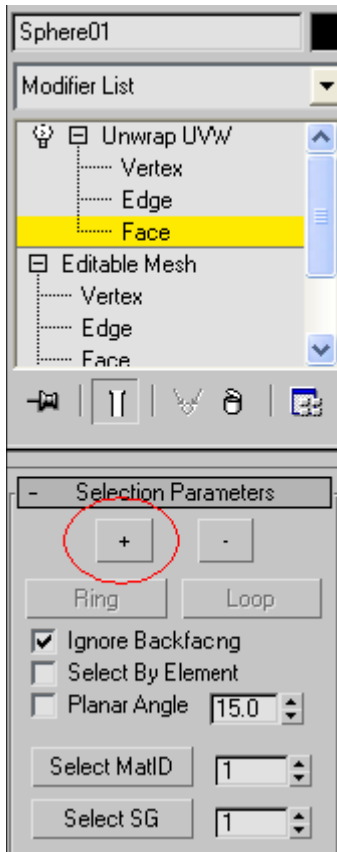 Sphere01
Modifier List
Unwrap UVW
Vertex
Edge
Face
Editable Mesh
Vertex
Edge
Face
- Selection Parameters
+ -
Ring Loop
Ignore Backfacng
Select By Element
Planar Angle 15.0
Select MatID 1
Select SG 1